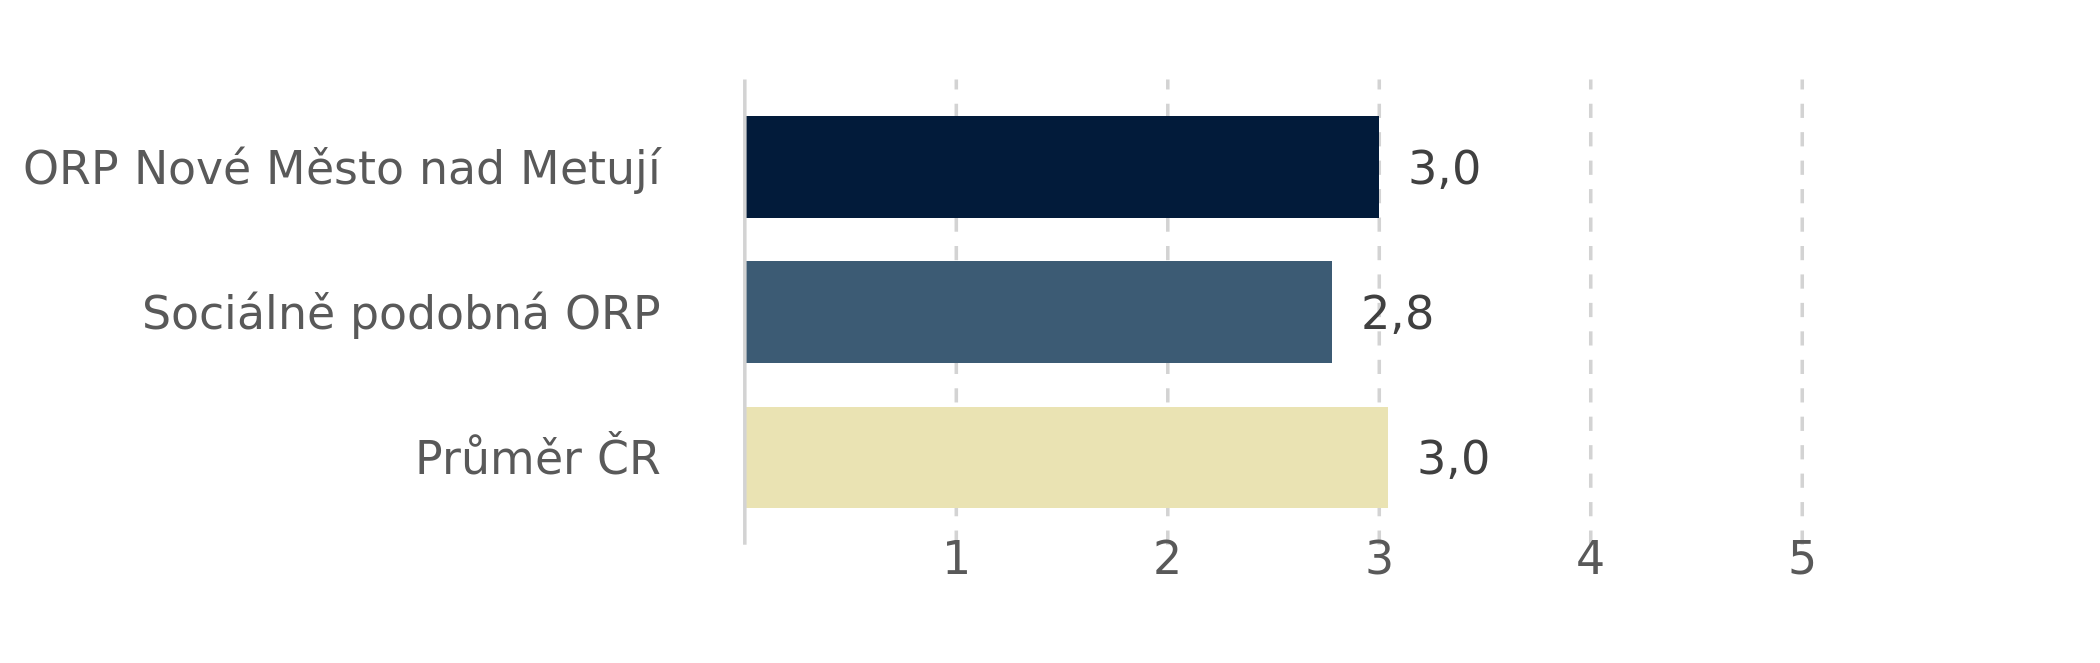 ORP Nové Město nad Metují 3,0
Sociálně podobná ORP 2,8
Průměr ČR 3,0
1 2 3 4 5